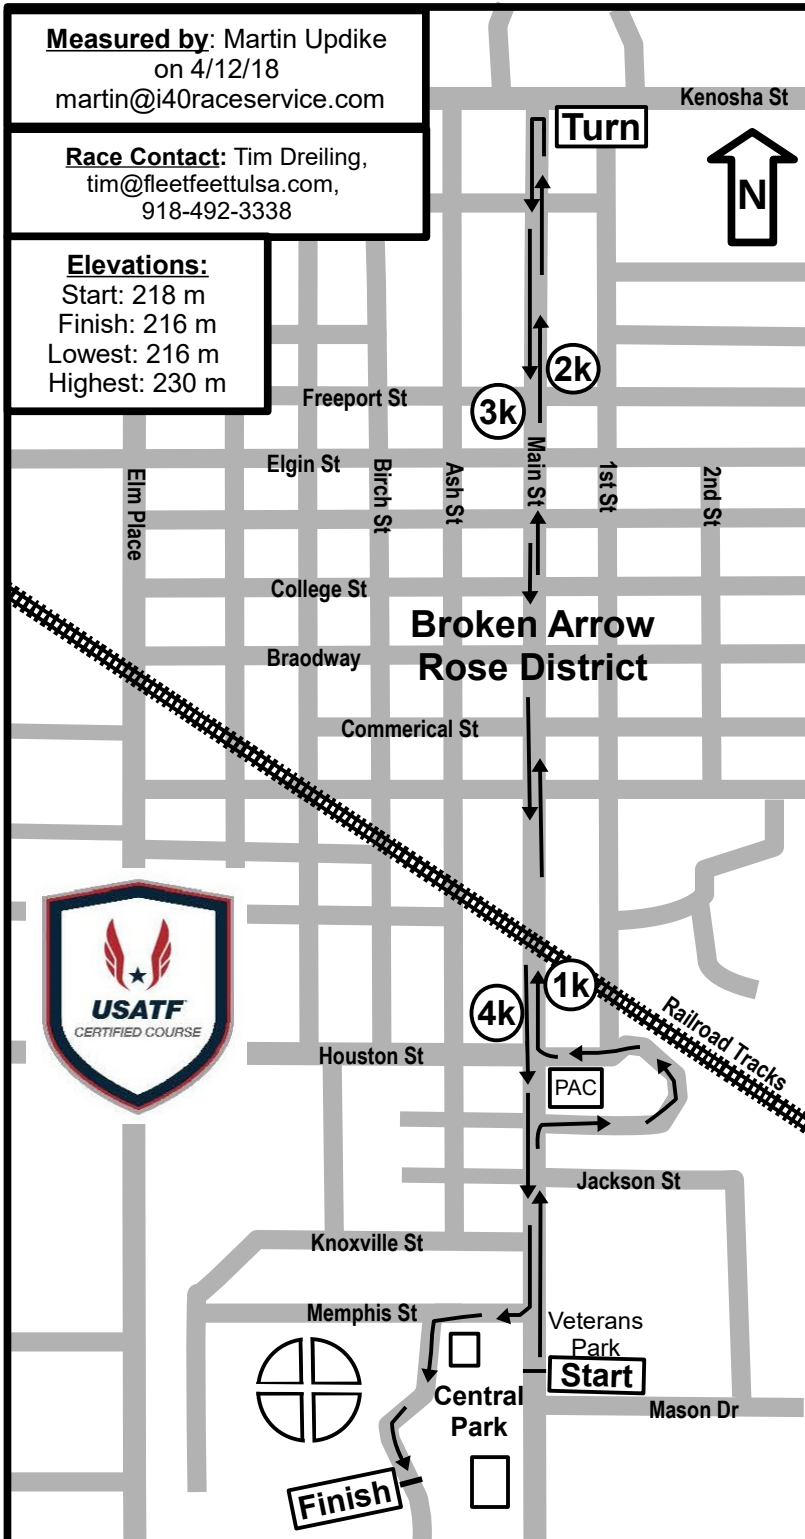 Measured by: Martin Updike
on 4/12/18
martin@i40raceservice.com
Race Contact: Tim Dreiling,
tim@fleetfeettulsa.com,
918-492-3338
Elevations:
Start: 218 m
Finish: 216 m
Lowest: 216 m
Highest: 230 m
Kenosha St
Turn
N
2k
3k
Freeport St
Elgin St
Elm Place
Birch St
Ash St
Main St
1st St
2nd St
College St
Broken Arrow
Rose District
Braodway
Commerical St
USATF
CERTIFIED COURSE
1k
4k
Railroad Tracks
Houston St
PAC
Jackson St
Knoxville St
Memphis St
Veterans
Park
Start
Central
Park
Mason Dr
Finish